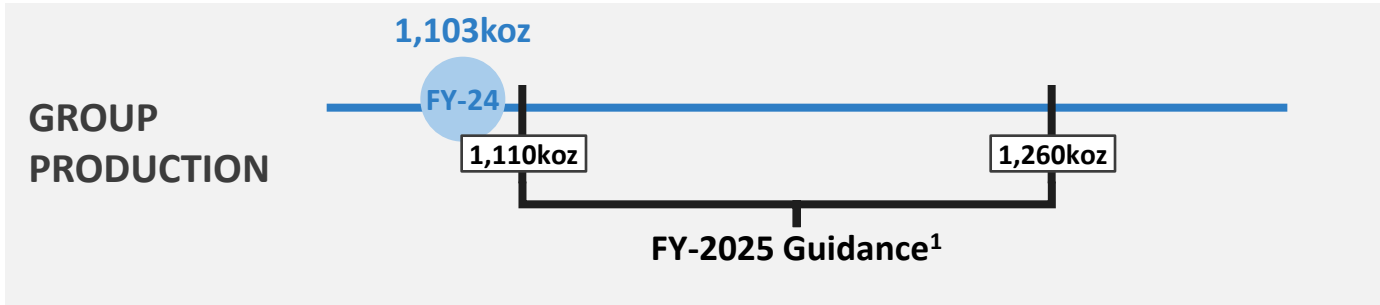 1,103koz
FY-24
GROUP
PRODUCTION
1,110koz
1,260koz
FY-2025 Guidance¹